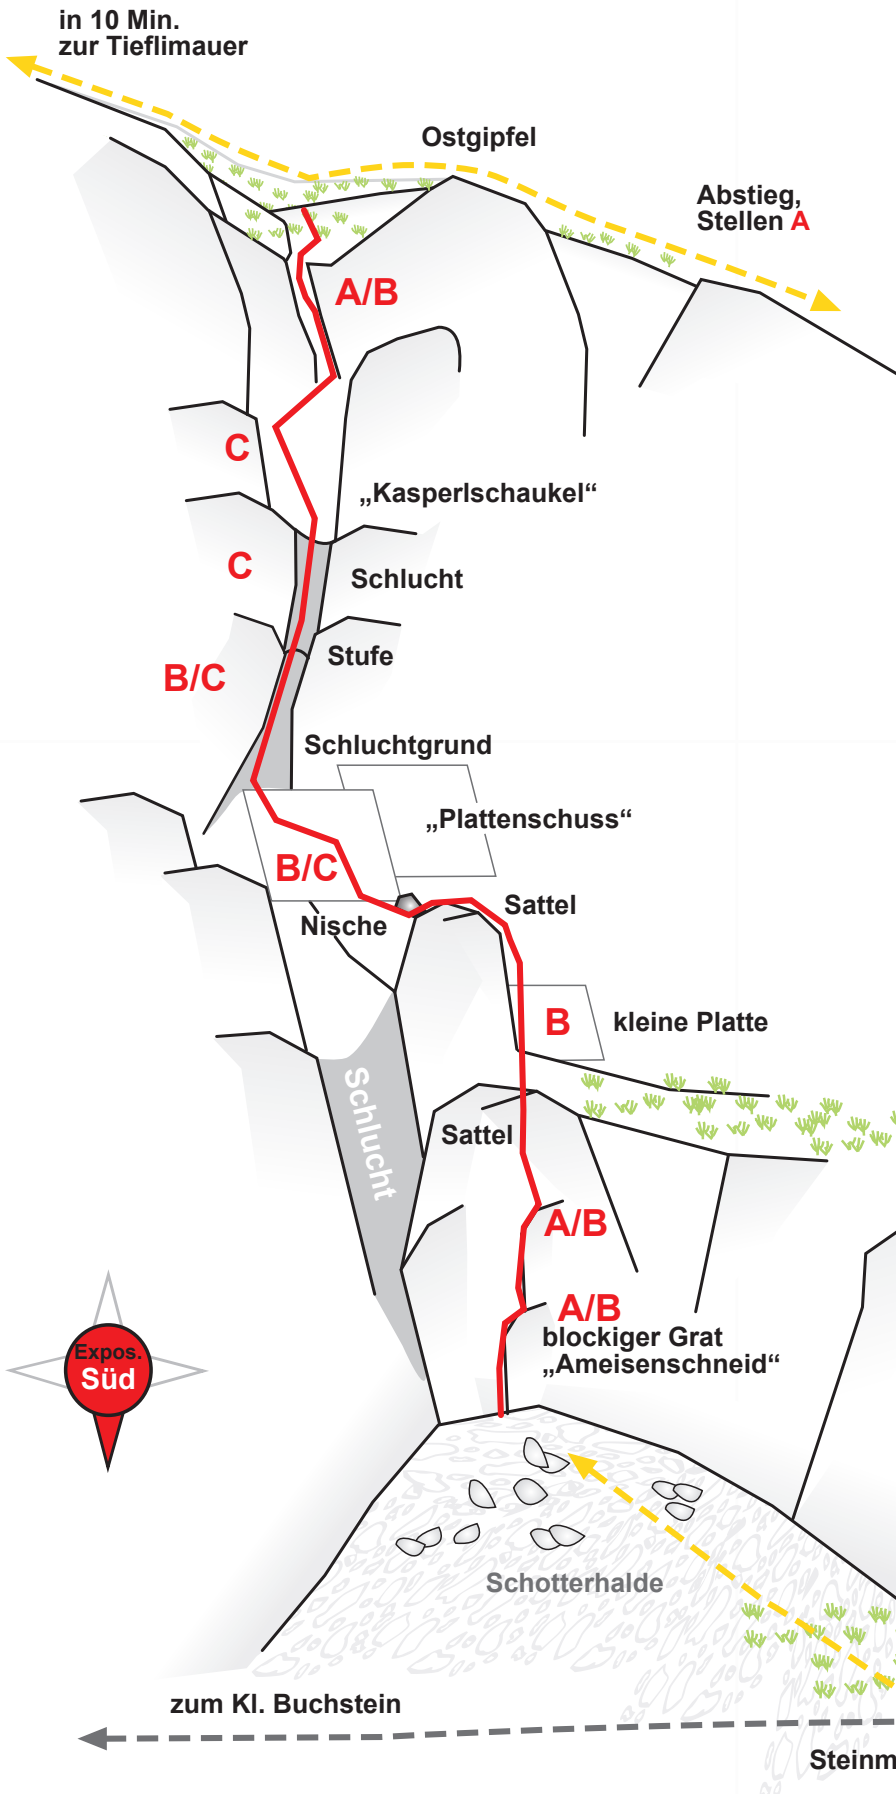 in 10 Min.
zur Tieflimauer
Ostgipfel
Abstieg,
Stellen A
A/B
C
„Kasperlschaukel“
C
Schlucht
Stufe
B/C
Schluchtgrund
„Plattenschuss“
B/C
Sattel
Nische
B
kleine Platte
Schlucht
Sattel
A/B
A/B
blockiger Grat
„Ameisenschneid“
Expos.
Süd
Schotterhalde
zum Kl. Buchstein
Steinm